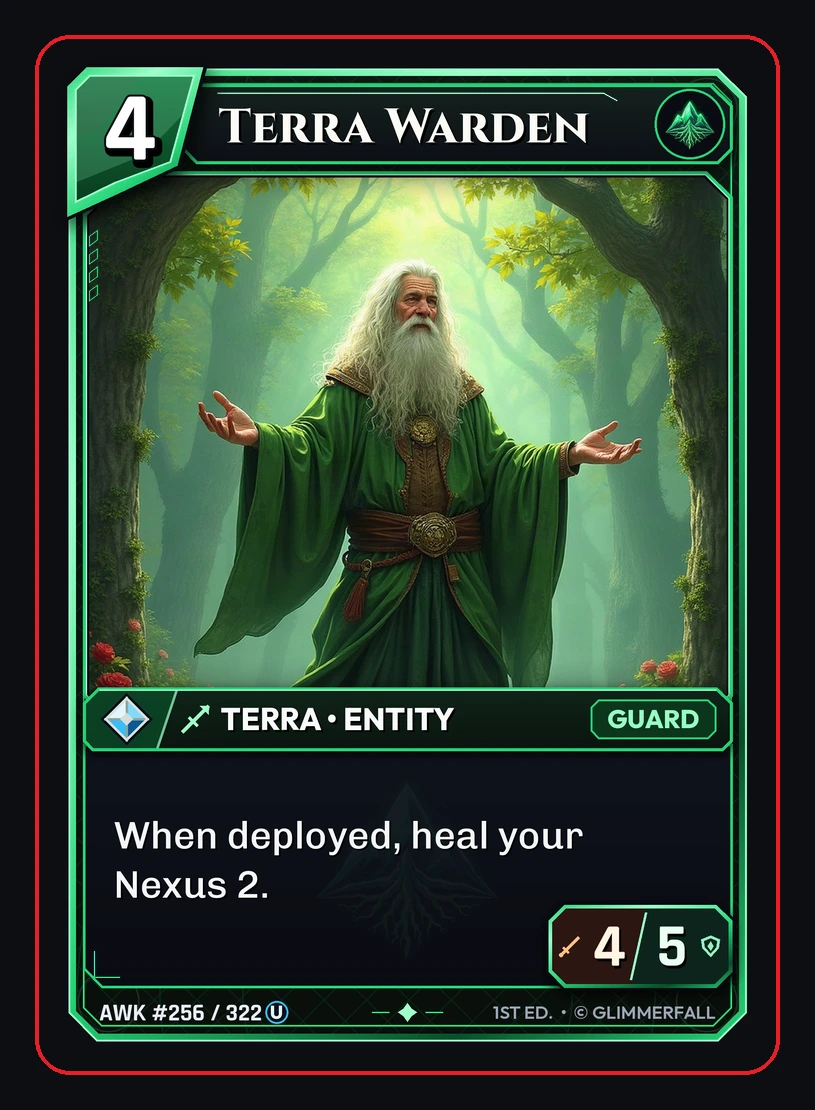 4
TERRA WARDEN
TERRA • ENTITY
GUARD
When deployed, heal your
Nexus 2.
4/5
AWK #256 / 322 U
1ST ED. • © GLIMMERFALL